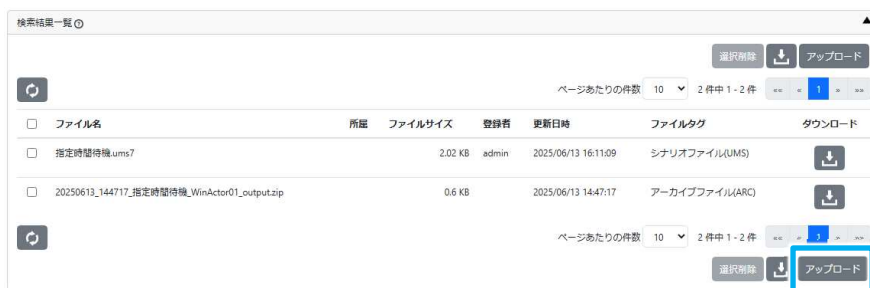 検索結果一覧 ?
選択削除 アップロード
ページあたりの件数 10 2 件中 1 - 2 件 «« « 1 » »»
ファイル名 所属 ファイルサイズ 登録者 更新日時 ファイルタグ ダウンロード
指定時間待機.ums7 2.02 KB admin 2025/06/13 16:11:09 シナリオファイル(UMS)
20250613_144717_指定時間待機_WinActor01_output.zip 0.6 KB 2025/06/13 14:47:17 アーカイブファイル(ARC)
ページあたりの件数 10 2 件中 1 - 2 件 «« « 1 » »»
選択削除 アップロード